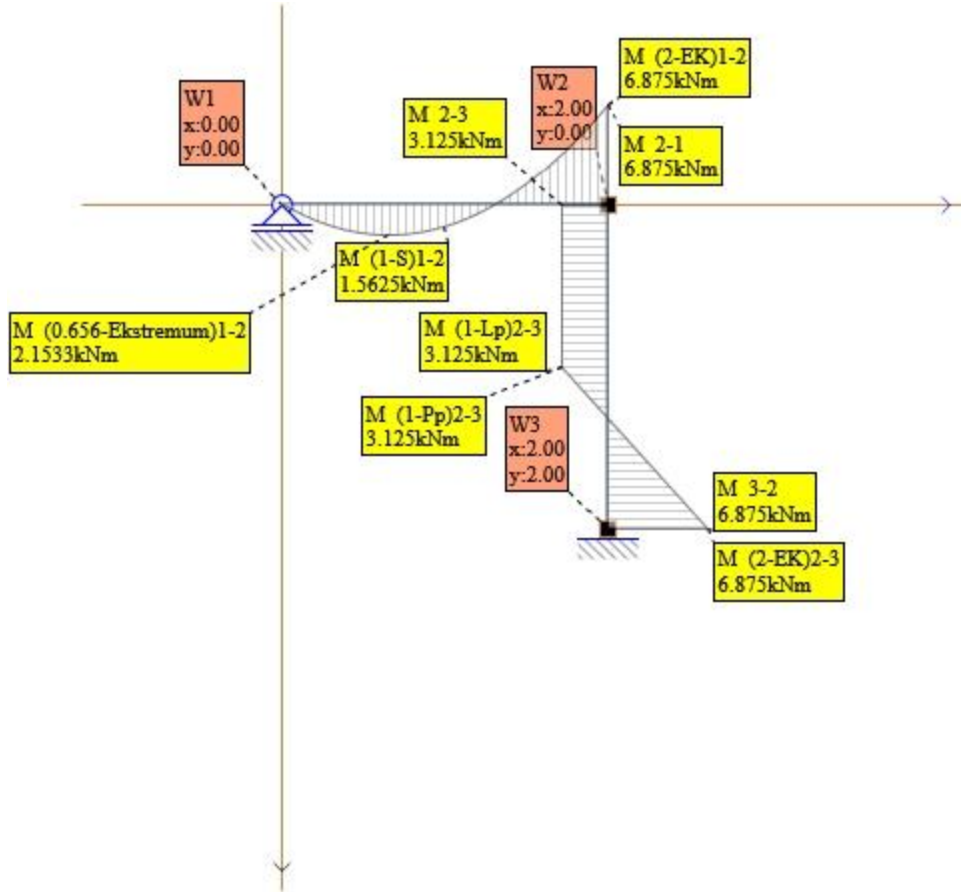 M (2-EK)1-2
6.875kNm
W1
x:0.00
y:0.00
W2
x:2.00
y:0.00
M 2-3
3.125kNm
M 2-1
6.875kNm
M (1-S)1-2
1.5625kNm
M (0.656-Ekstremum)1-2
2.1533kNm
M (1-Lp)2-3
3.125kNm
M (1-Pp)2-3
3.125kNm
W3
x:2.00
y:2.00
M 3-2
6.875kNm
M (2-EK)2-3
6.875kNm